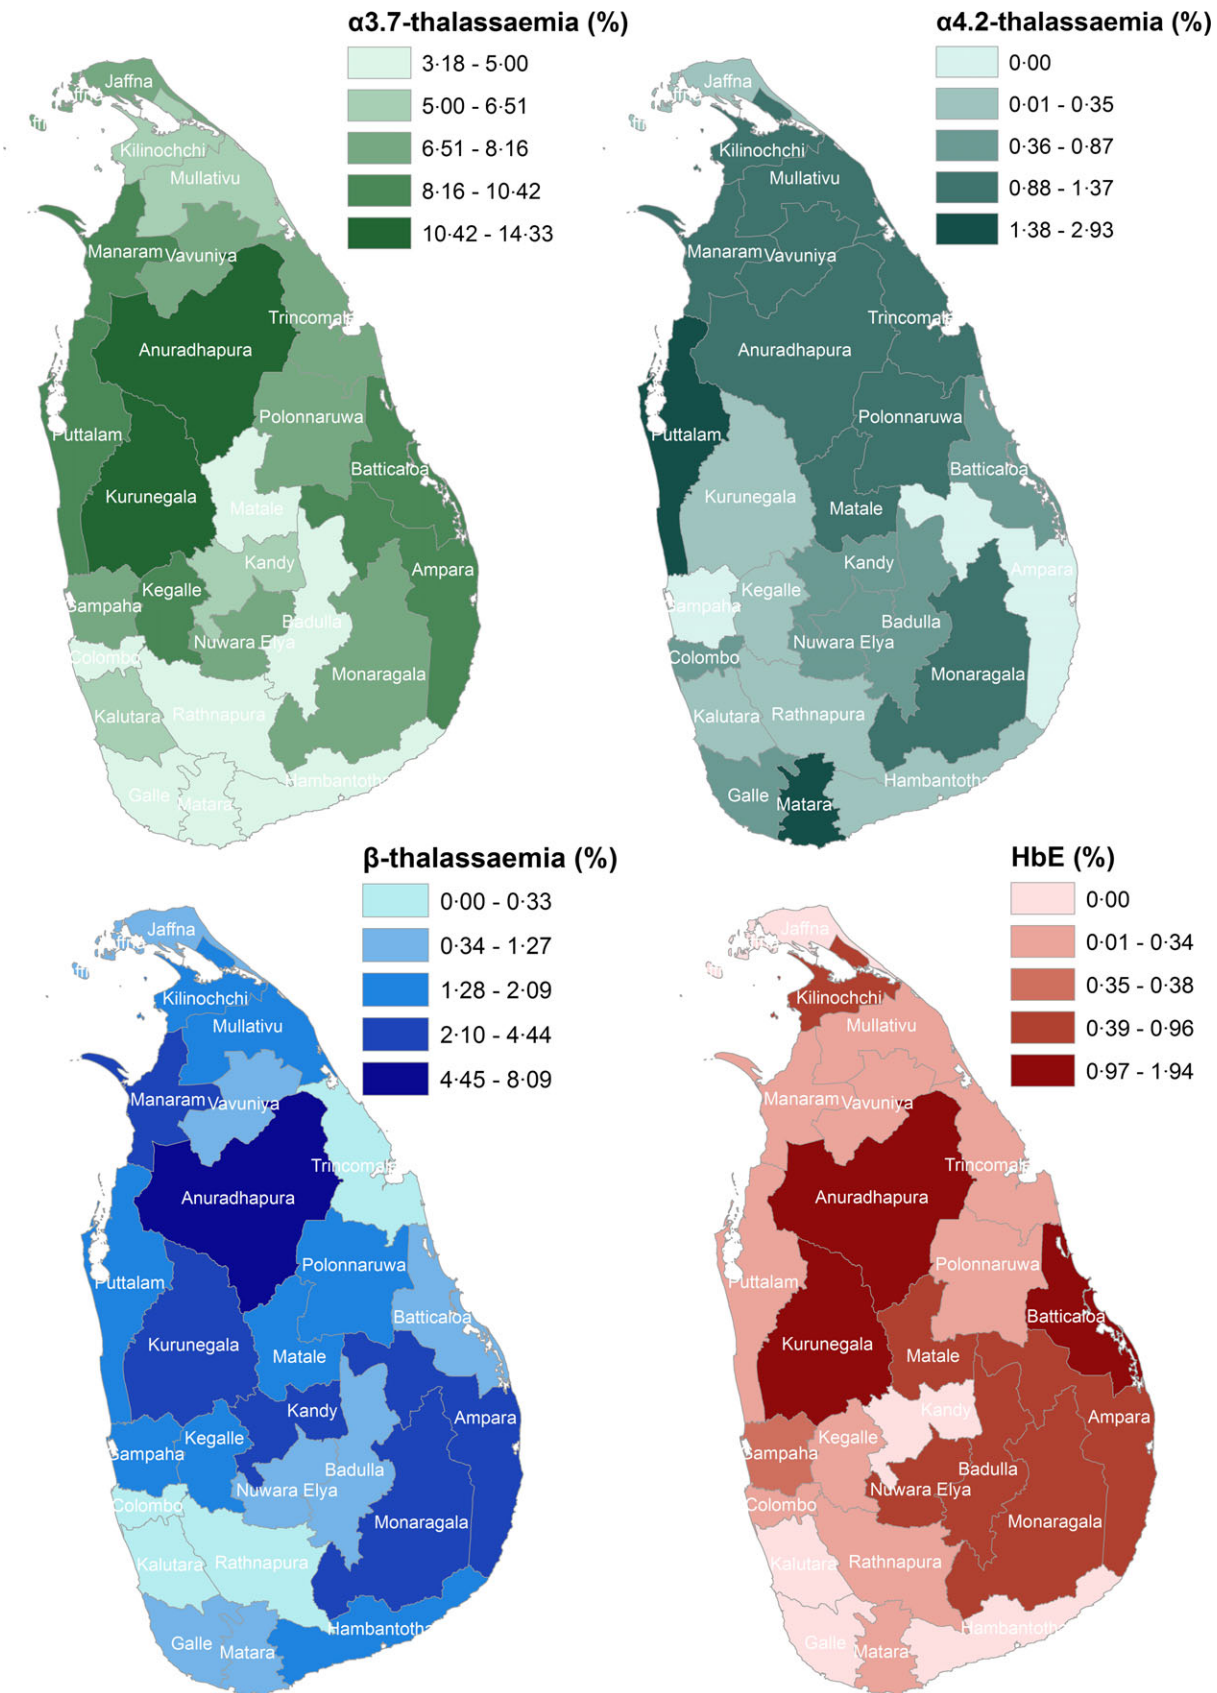 α3.7-thalassaemia (%)
3·18 - 5·00
5·00 - 6·51
6·51 - 8·16
8·16 - 10·42
10·42 - 14·33
Jaffna
Kilinochchi
Mullativu
Manaram
Vavuniya
Trincomale
Anuradhapura
Polonnaruwa
Puttalam
Batticaloa
Kurunegala
Matale
Kandy
Kegalle
Ampara
Gampaha
Badulla
Nuwara Elya
Colombo
Monaragala
Kalutara
Rathnapura
Hambantotha
Galle
Matara
α4.2-thalassaemia (%)
0·00
0·01 - 0·35
0·36 - 0·87
0·88 - 1·37
1·38 - 2·93
Jaffna
Kilinochchi
Mullativu
Manaram
Vavuniya
Trincomale
Anuradhapura
Polonnaruwa
Puttalam
Batticaloa
Kurunegala
Matale
Kandy
Ampara
Kegalle
Gampaha
Badulla
Nuwara Elya
Colombo
Monaragala
Kalutara
Rathnapura
Hambantotha
Galle
Matara
β-thalassaemia (%)
0·00 - 0·33
0·34 - 1·27
1·28 - 2·09
2·10 - 4·44
4·45 - 8·09
Jaffna
Kilinochchi
Mullativu
Manaram
Vavuniya
Trincomale
Anuradhapura
Polonnaruwa
Puttalam
Batticaloa
Kurunegala
Matale
Kandy
Ampara
Kegalle
Gampaha
Badulla
Nuwara Elya
Colombo
Monaragala
Kalutara
Rathnapura
Hambantotha
Galle
Matara
HbE (%)
0·00
0·01 - 0·34
0·35 - 0·38
0·39 - 0·96
0·97 - 1·94
Jaffna
Kilinochchi
Mullativu
Manaram
Vavuniya
Trincomale
Anuradhapura
Polonnaruwa
Puttalam
Batticaloa
Kurunegala
Matale
Kandy
Ampara
Kegalle
Gampaha
Badulla
Nuwara Elya
Colombo
Monaragala
Kalutara
Rathnapura
Hambantotha
Galle
Matara